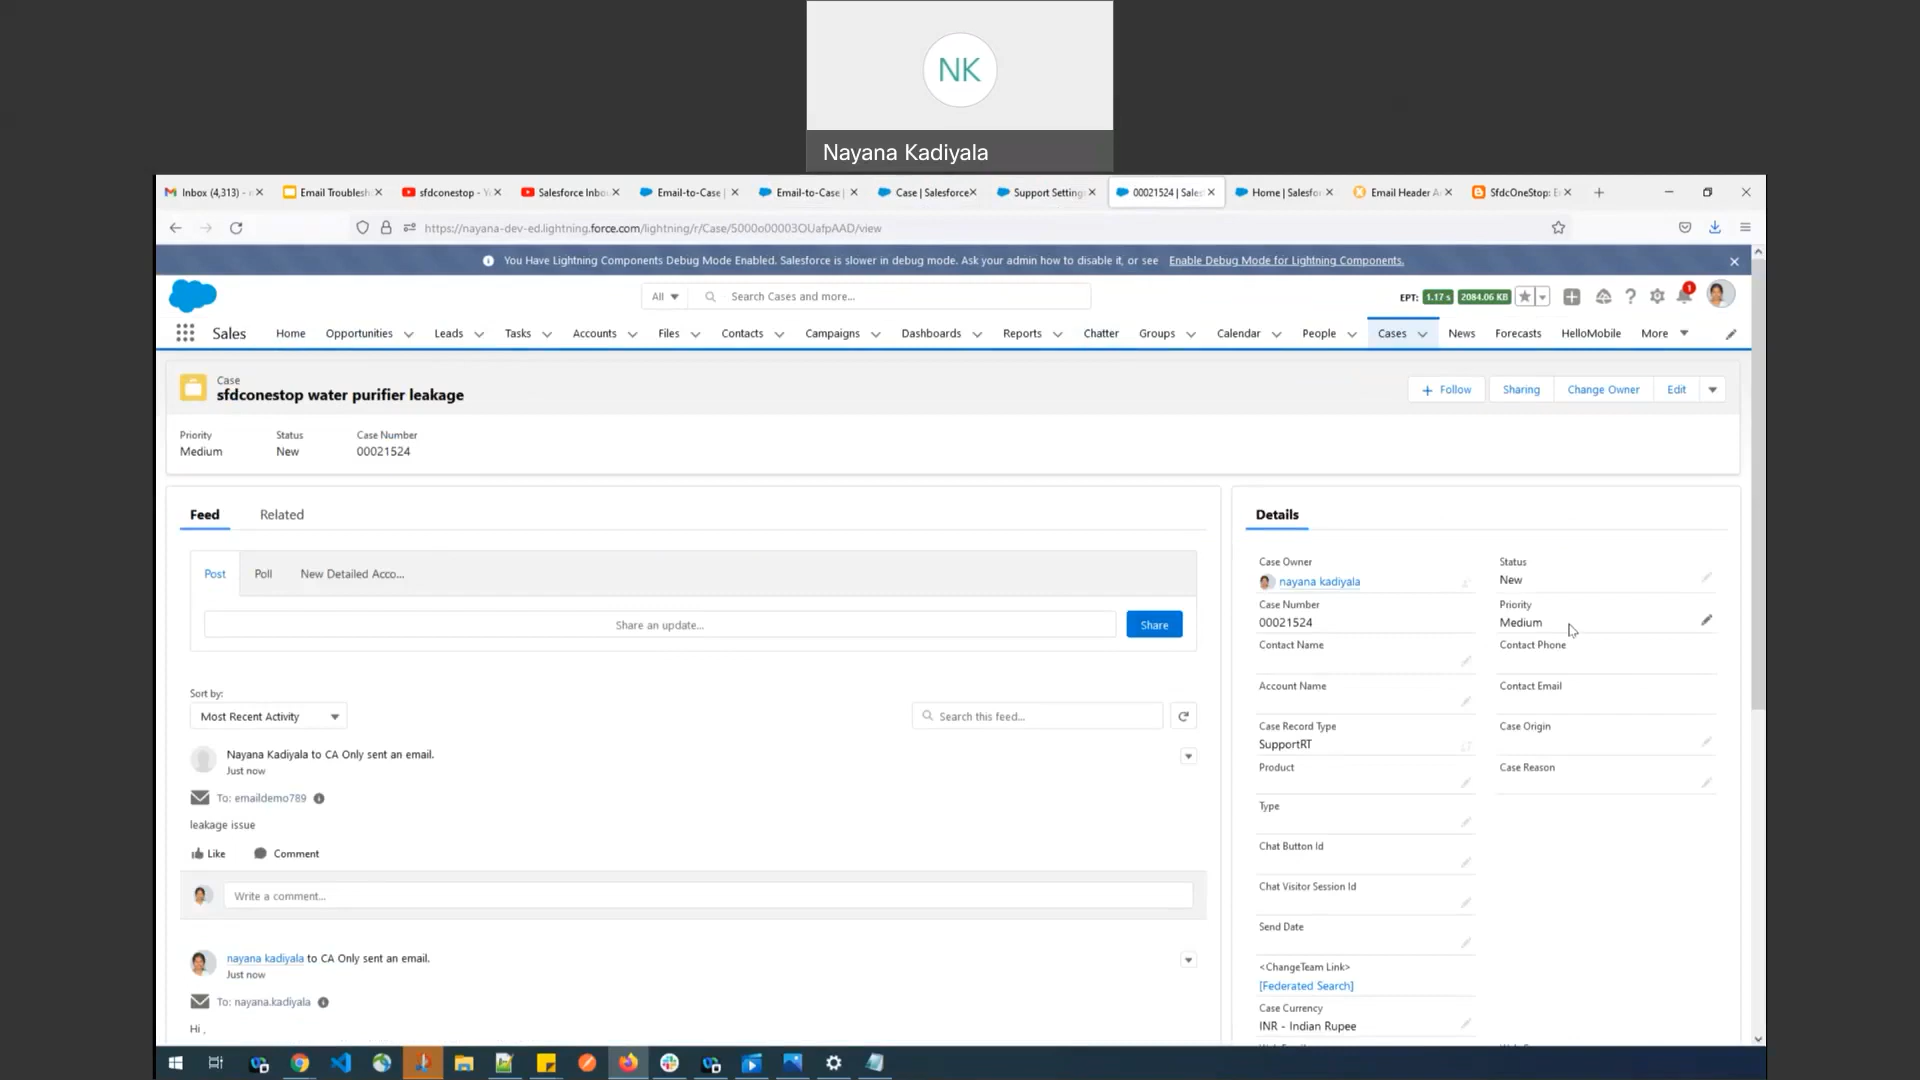 NK
Nayana Kadiyala
Inbox (4,313) -
Email Troublesh
sfdconestop - Y
Salesforce Inbo
Email-to-Case |
Email-to-Case |
Case | Salesforce
Support Setting
00021524 | Sales
Home | Salesfo
Email Header A
SfdcOneStop: E
https://nayana-dev-ed.lightning.force.com/lightning/r/Case/5000o00003OUafpAAD/view
You Have Lightning Components Debug Mode Enabled. Salesforce is slower in debug mode. Ask your admin how to disable it, or see Enable Debug Mode for Lightning Components.
All
Search Cases and more...
EPT: 1.17 s 2084.06 KB
1
Sales
Home
Opportunities
Leads
Tasks
Accounts
Files
Contacts
Campaigns
Dashboards
Reports
Chatter
Groups
Calendar
People
Cases
News
Forecasts
HelloMobile
More
Case
sfdconestop water purifier leakage
Follow
Sharing
Change Owner
Edit
Priority
Medium
Status
New
Case Number
00021524
Feed
Related
Post
Poll
New Detailed Acco...
Share an update...
Share
Sort by:
Most Recent Activity
Search this feed...
Nayana Kadiyala to CA Only sent an email.
Just now
To: emaildemo789
leakage issue
Like
Comment
Write a comment...
nayana kadiyala to CA Only sent an email.
Just now
To: nayana.kadiyala
Hi ,
Details
Case Owner
nayana kadiyala
Status
New
Case Number
00021524
Priority
Medium
Contact Name
Contact Phone
Account Name
Contact Email
Case Record Type
SupportRT
Case Origin
Product
Case Reason
Type
Chat Button Id
Chat Visitor Session Id
Send Date
<ChangeTeam Link>
[Federated Search]
Case Currency
INR - Indian Rupee